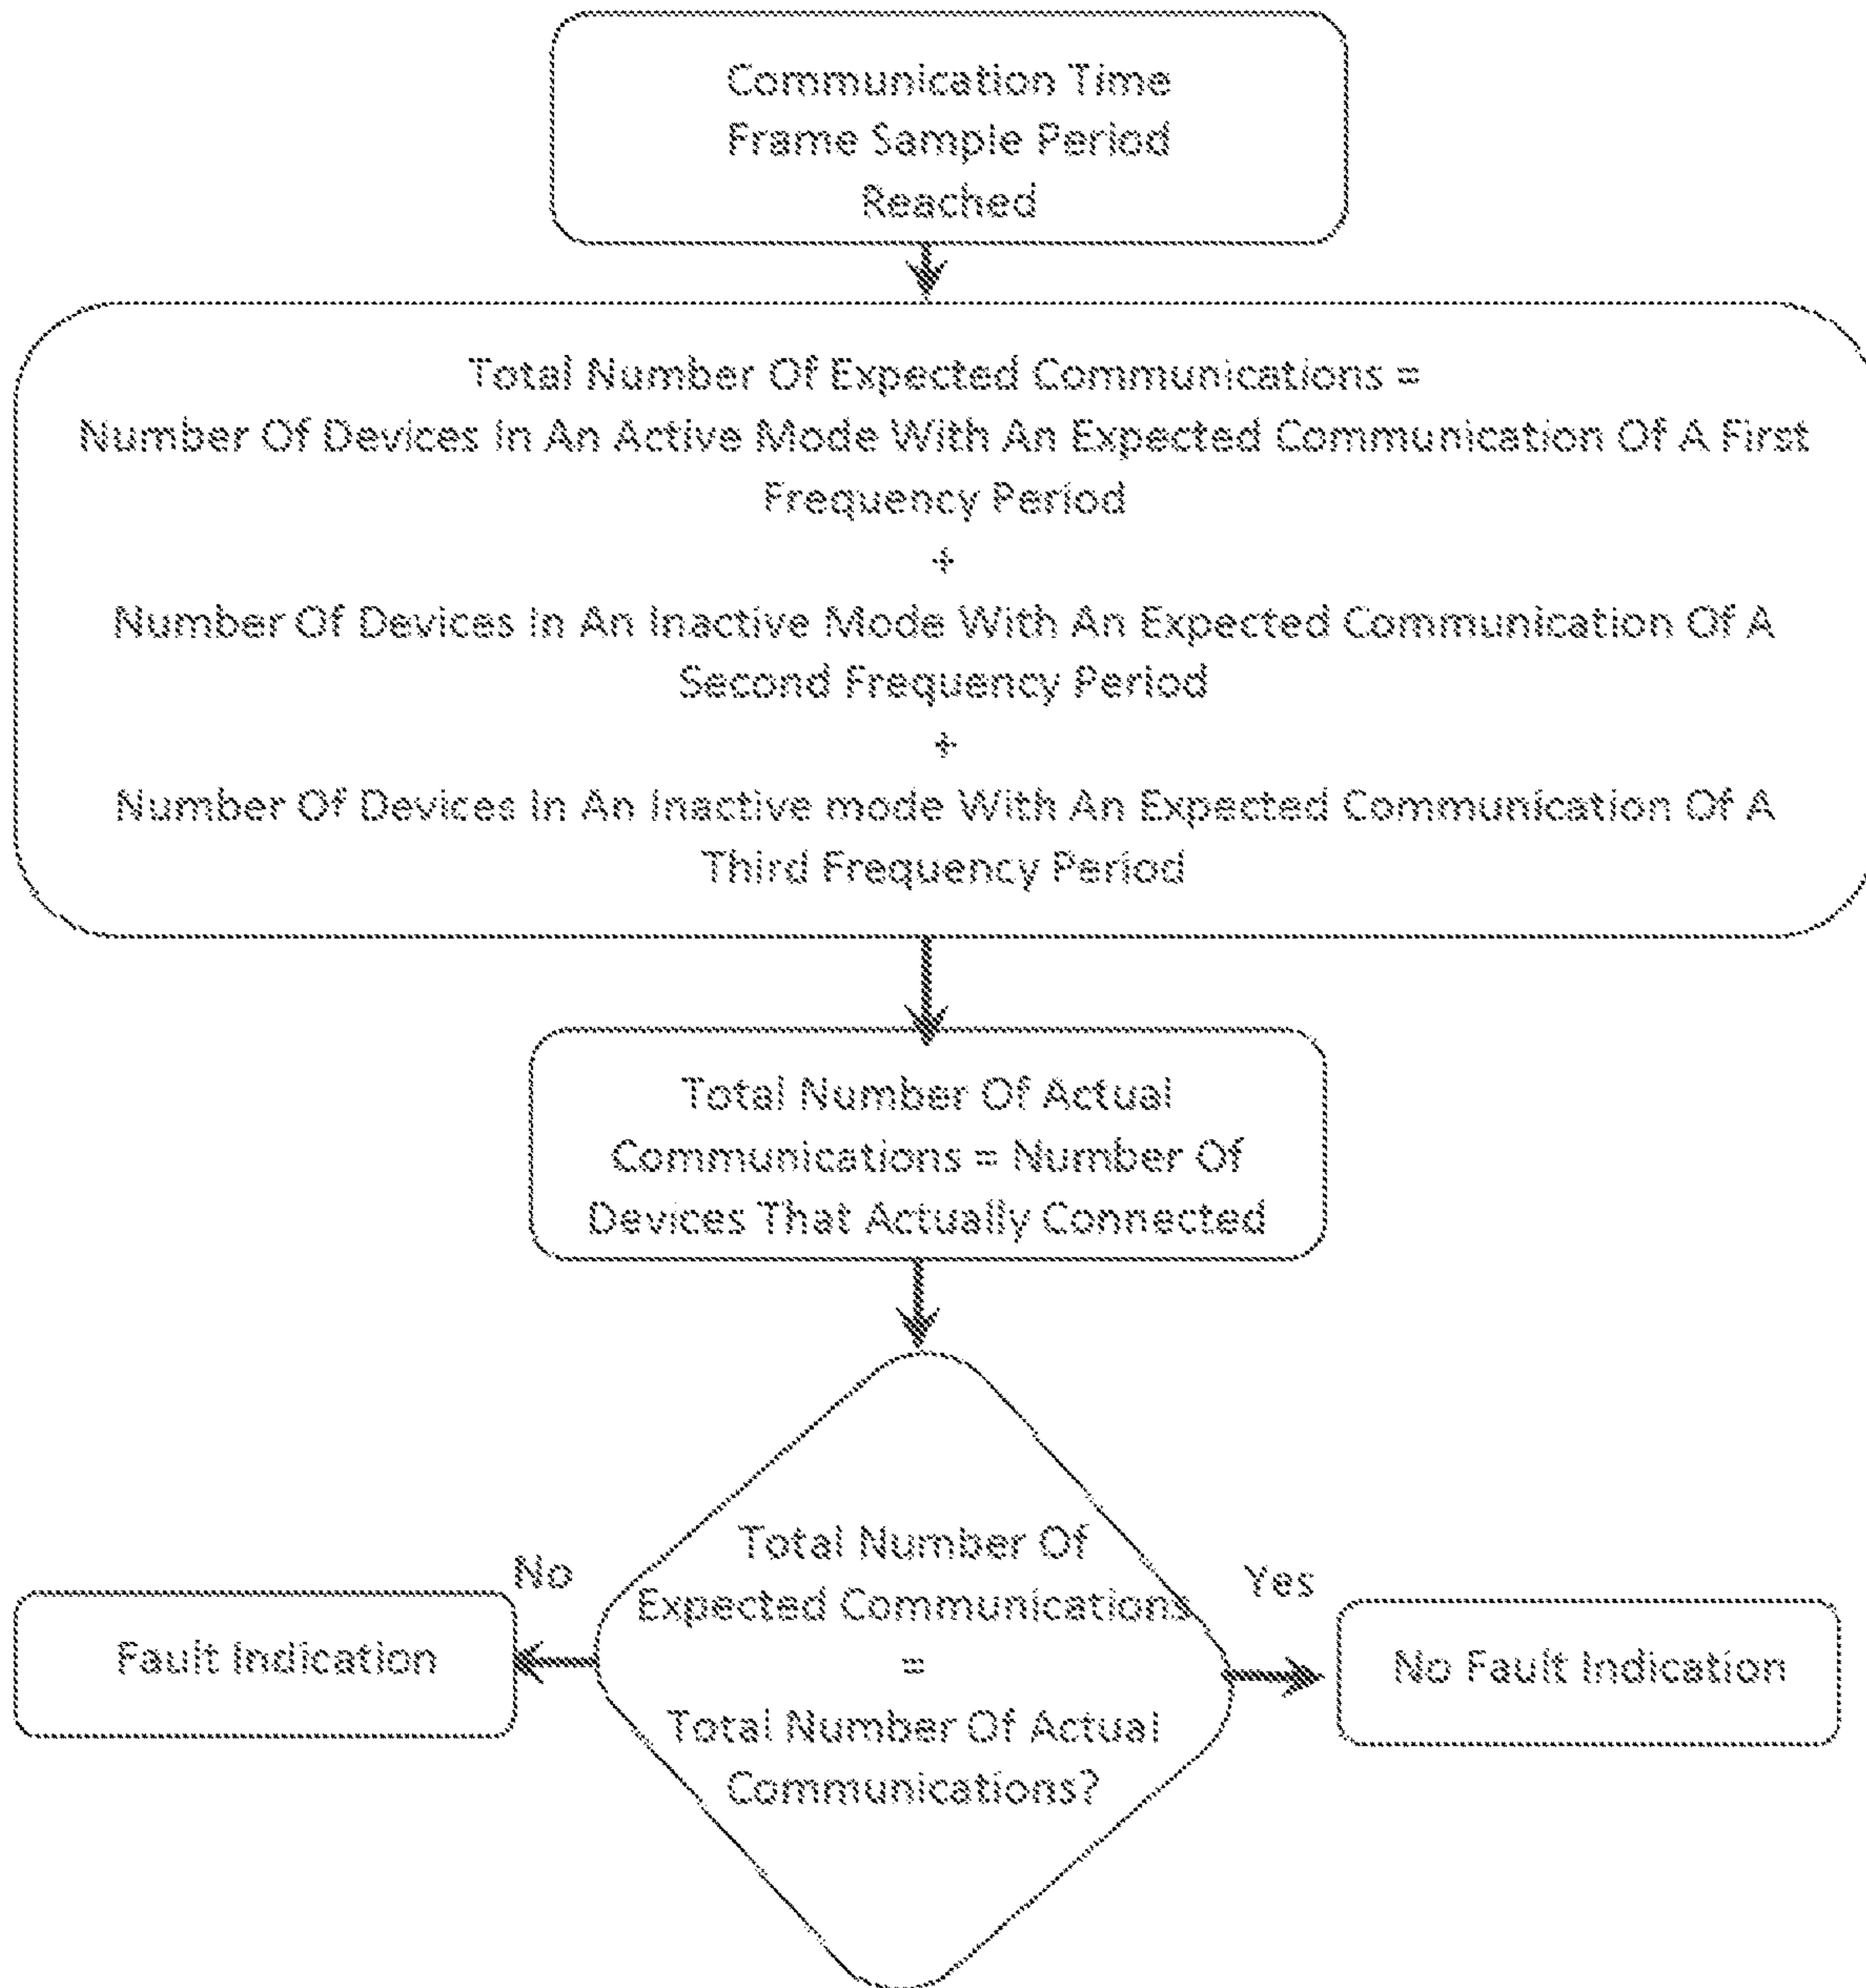 Communication Time
Frame Sample Period
Reached
Total Number Of Expected Communications =
Number Of Devices In An Active Mode With An Expected Communication Of A First
Frequency Period
+
Number Of Devices In An Inactive Mode With An Expected Communication Of A
Second Frequency Period
+
Number Of Devices In An Inactive mode With An Expected Communication Of A
Third Frequency Period
Total Number Of Actual
Communications = Number Of
Devices That Actually Connected
Total Number Of
Expected Communications
=
Total Number Of Actual
Communications?
No
Yes
Fault Indication
No Fault Indication